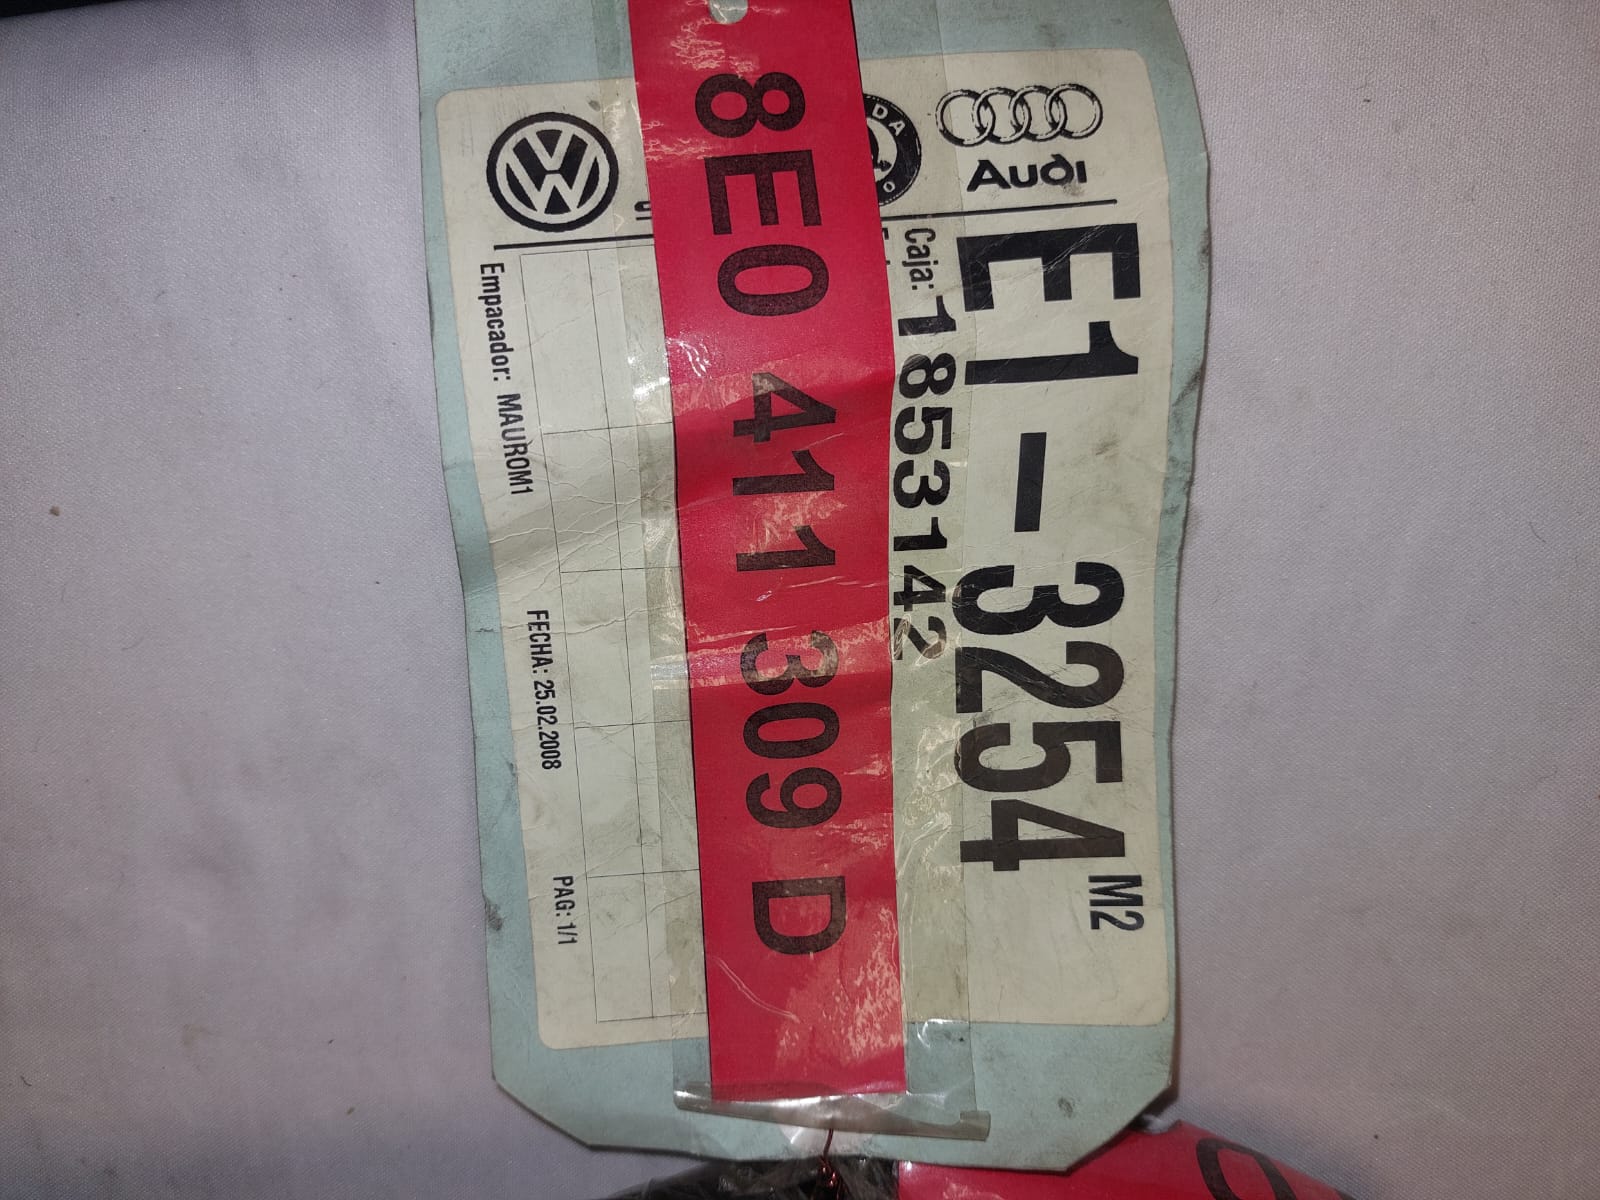 Audi
E1-3254 M2
Caja: 1853142
8E0 411 309 D
Empacador: MAUROM1 FECHA: 25.02.2008 PAG: 1/1